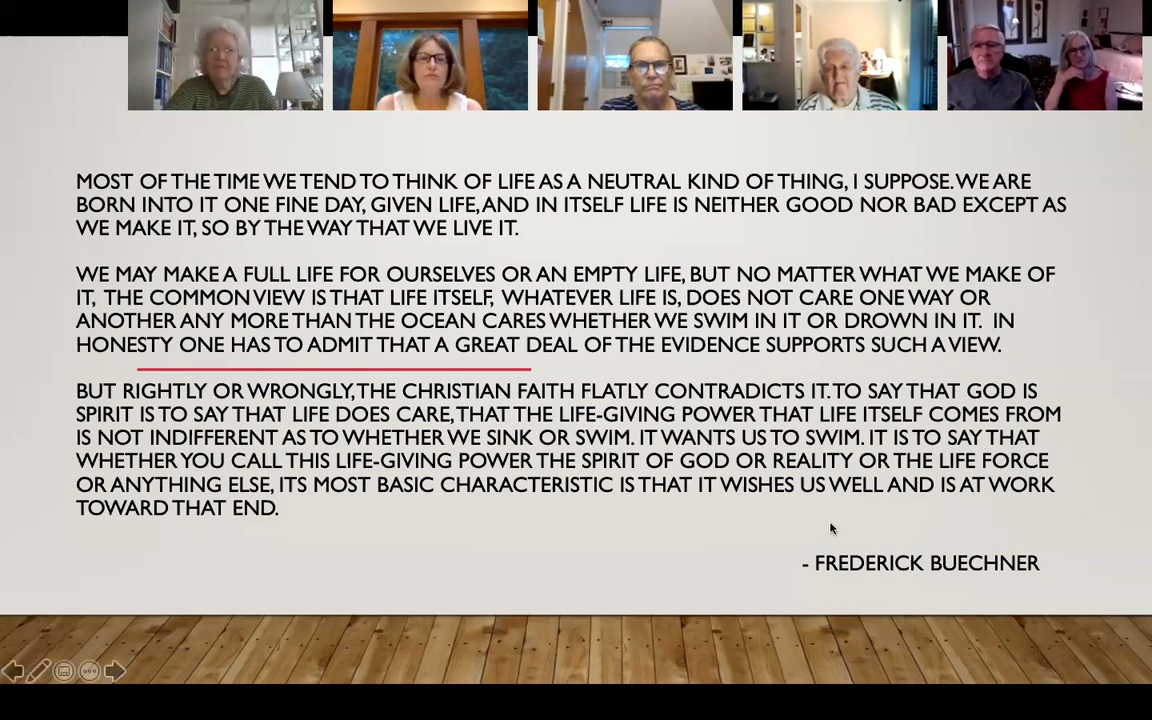 MOST OF THE TIME WE TEND TO THINK OF LIFE AS A NEUTRAL KIND OF THING, I SUPPOSE. WE ARE
BORN INTO IT ONE FINE DAY, GIVEN LIFE, AND IN ITSELF LIFE IS NEITHER GOOD NOR BAD EXCEPT AS
WE MAKE IT, SO BY THE WAY THAT WE LIVE IT.
WE MAY MAKE A FULL LIFE FOR OURSELVES OR AN EMPTY LIFE, BUT NO MATTER WHAT WE MAKE OF
IT, THE COMMON VIEW IS THAT LIFE ITSELF, WHATEVER LIFE IS, DOES NOT CARE ONE WAY OR
ANOTHER ANY MORE THAN THE OCEAN CARES WHETHER WE SWIM IN IT OR DROWN IN IT. IN
HONESTY ONE HAS TO ADMIT THAT A GREAT DEAL OF THE EVIDENCE SUPPORTS SUCH A VIEW.
BUT RIGHTLY OR WRONGLY, THE CHRISTIAN FAITH FLATLY CONTRADICTS IT. TO SAY THAT GOD IS
SPIRIT IS TO SAY THAT LIFE DOES CARE, THAT THE LIFE-GIVING POWER THAT LIFE ITSELF COMES FROM
IS NOT INDIFFERENT AS TO WHETHER WE SINK OR SWIM. IT WANTS US TO SWIM. IT IS TO SAY THAT
WHETHER YOU CALL THIS LIFE-GIVING POWER THE SPIRIT OF GOD OR REALITY OR THE LIFE FORCE
OR ANYTHING ELSE, ITS MOST BASIC CHARACTERISTIC IS THAT IT WISHES US WELL AND IS AT WORK
TOWARD THAT END.
- FREDERICK BUECHNER